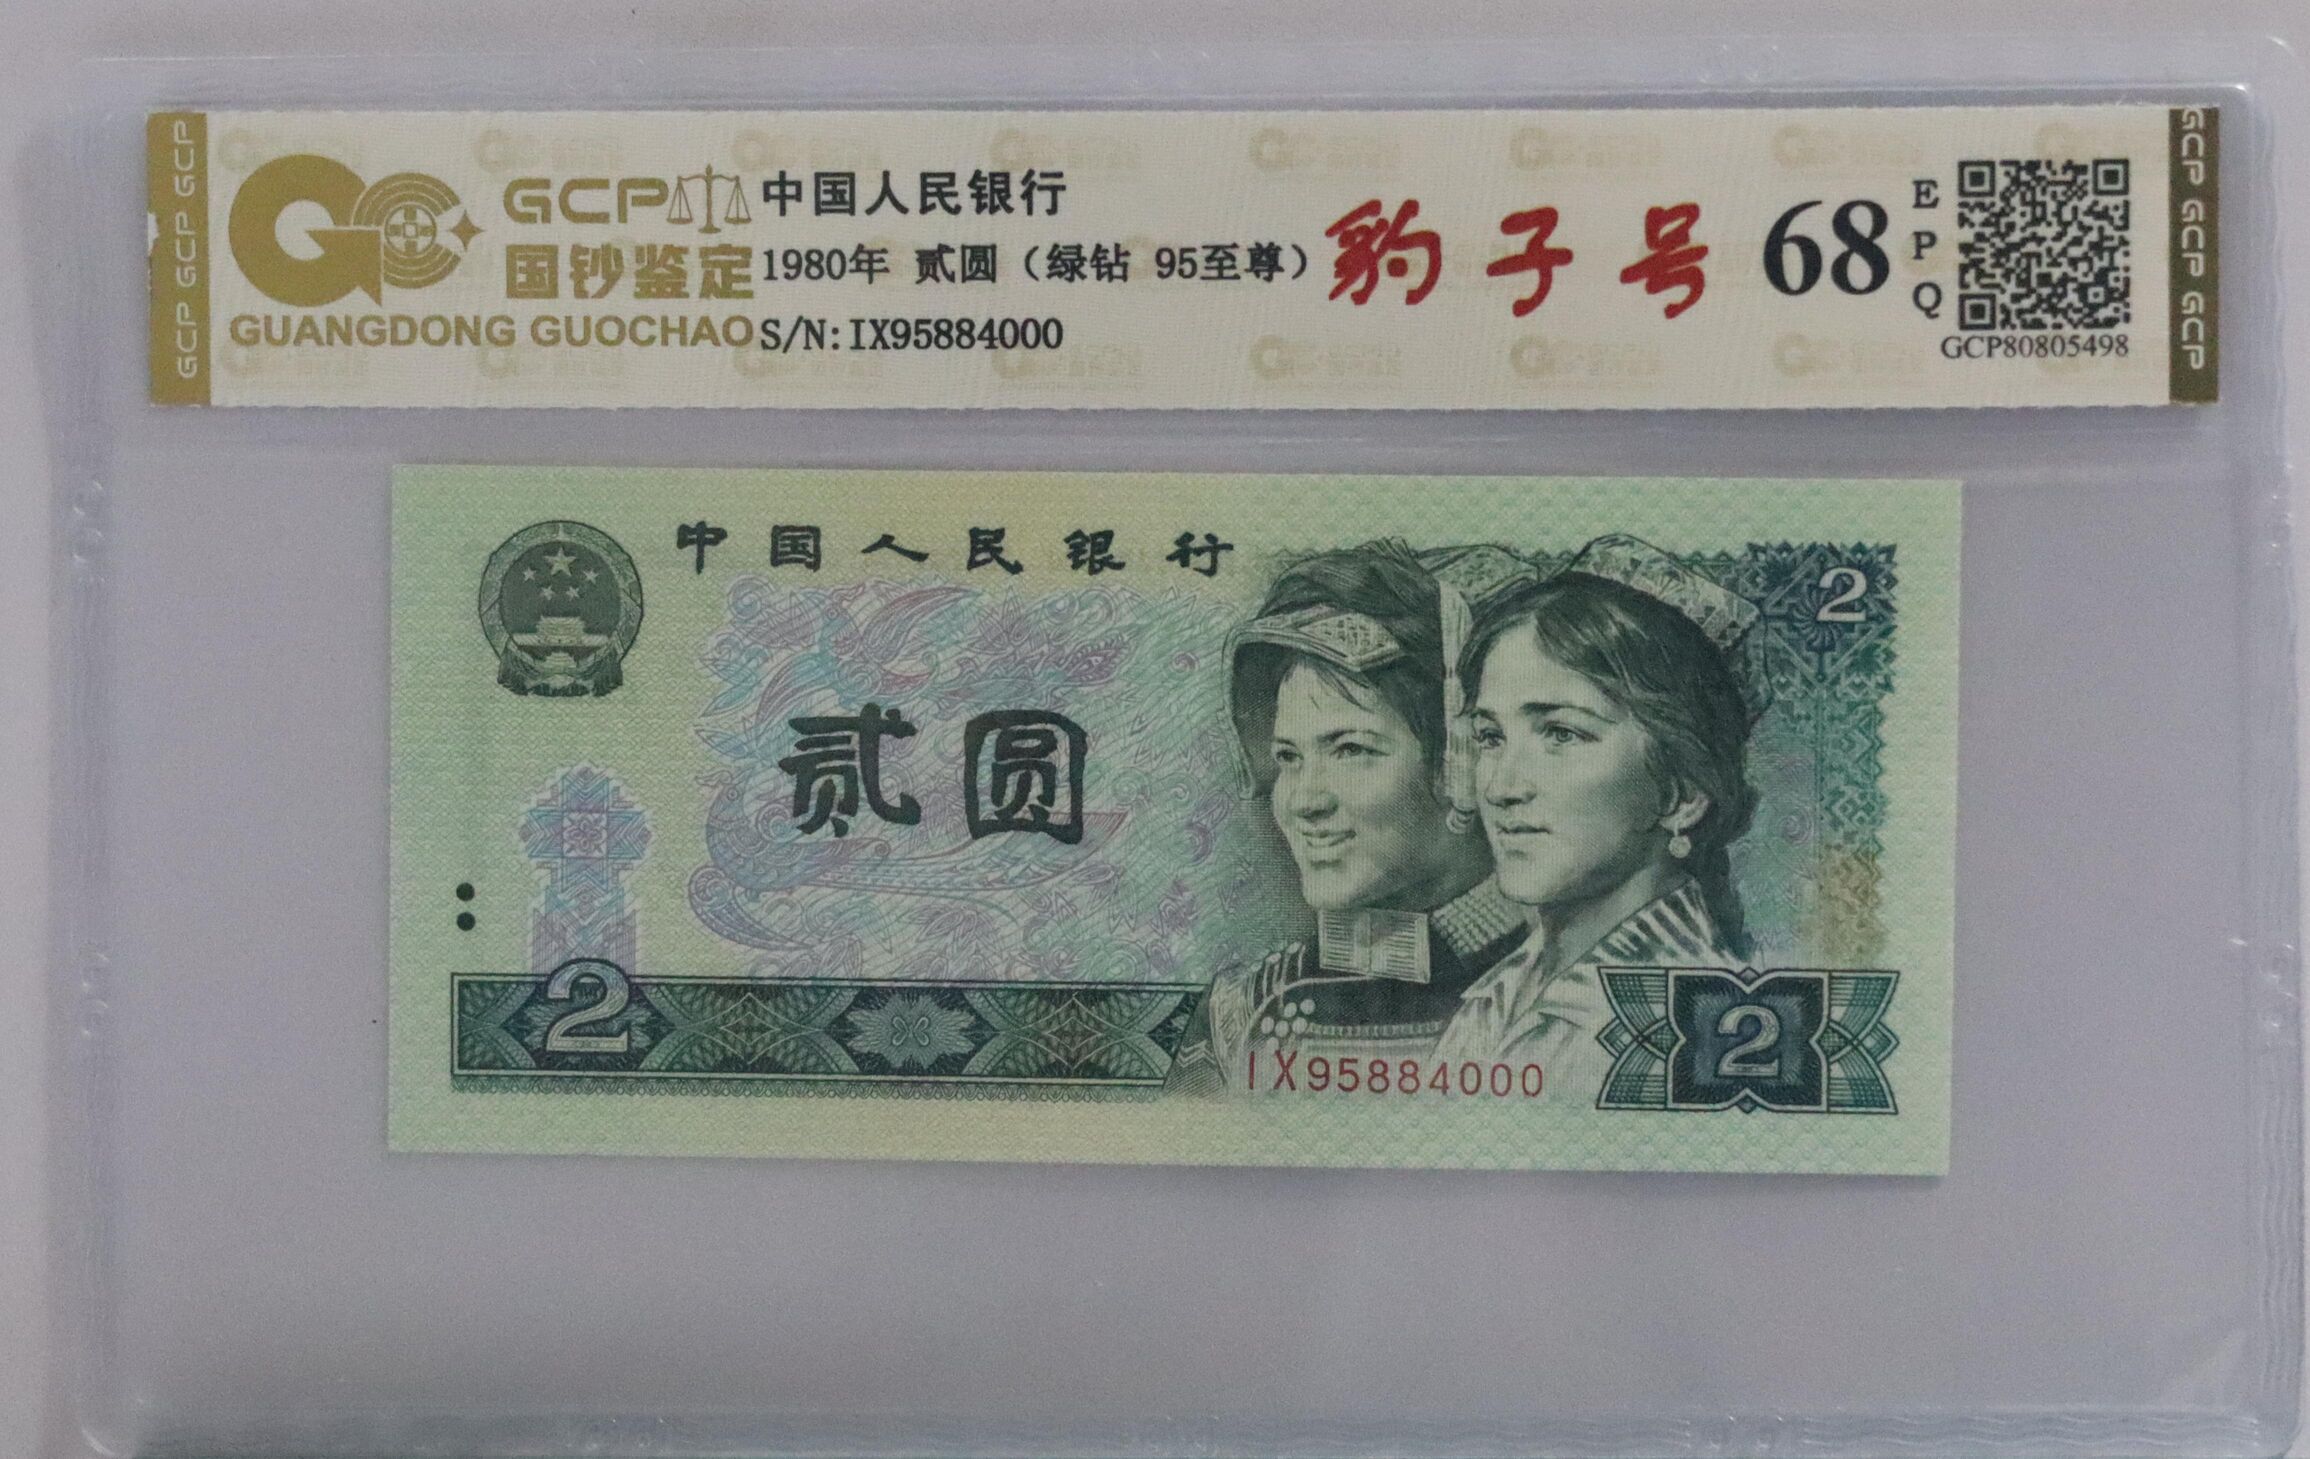 GCP GCP GCP
GCP
国钞鉴定
GUANGDONG GUOCHAO
中国人民银行
1980年 贰圆（绿钻 95至尊）
S/N:IX95884000
豹子号
68
E
P
Q
GCP80805498
GCP GCP GCP
中国人民银行
2
贰圆
2
IX95884000
2